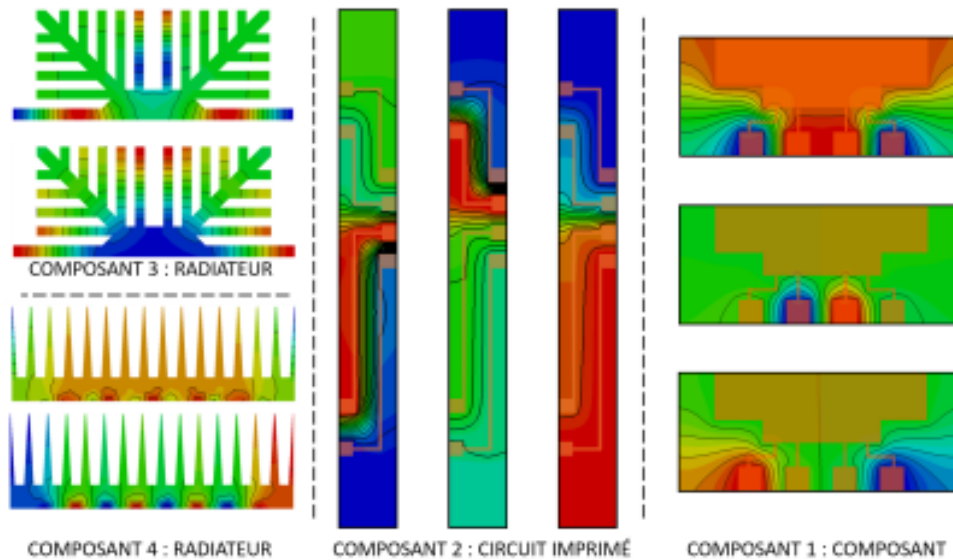 COMPOSANT 3 : RADIATEUR
COMPOSANT 4 : RADIATEUR
COMPOSANT 2 : CIRCUIT IMPRIMÉ
COMPOSANT 1 : COMPOSANT